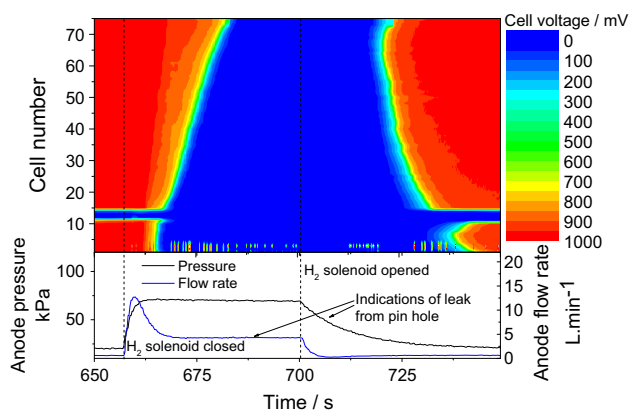 Cell voltage / mV
0
100
200
300
400
500
600
700
800
900
1000
Cell number
70
60
50
40
30
20
10
Anode pressure
kPa
100
75
50
25
Pressure
Flow rate
H2 solenoid opened
Indications of leak
from pin hole
H2 solenoid closed
20
15
10
5
0
Anode flow rate
L.min-1
650
675
700
725
Time / s